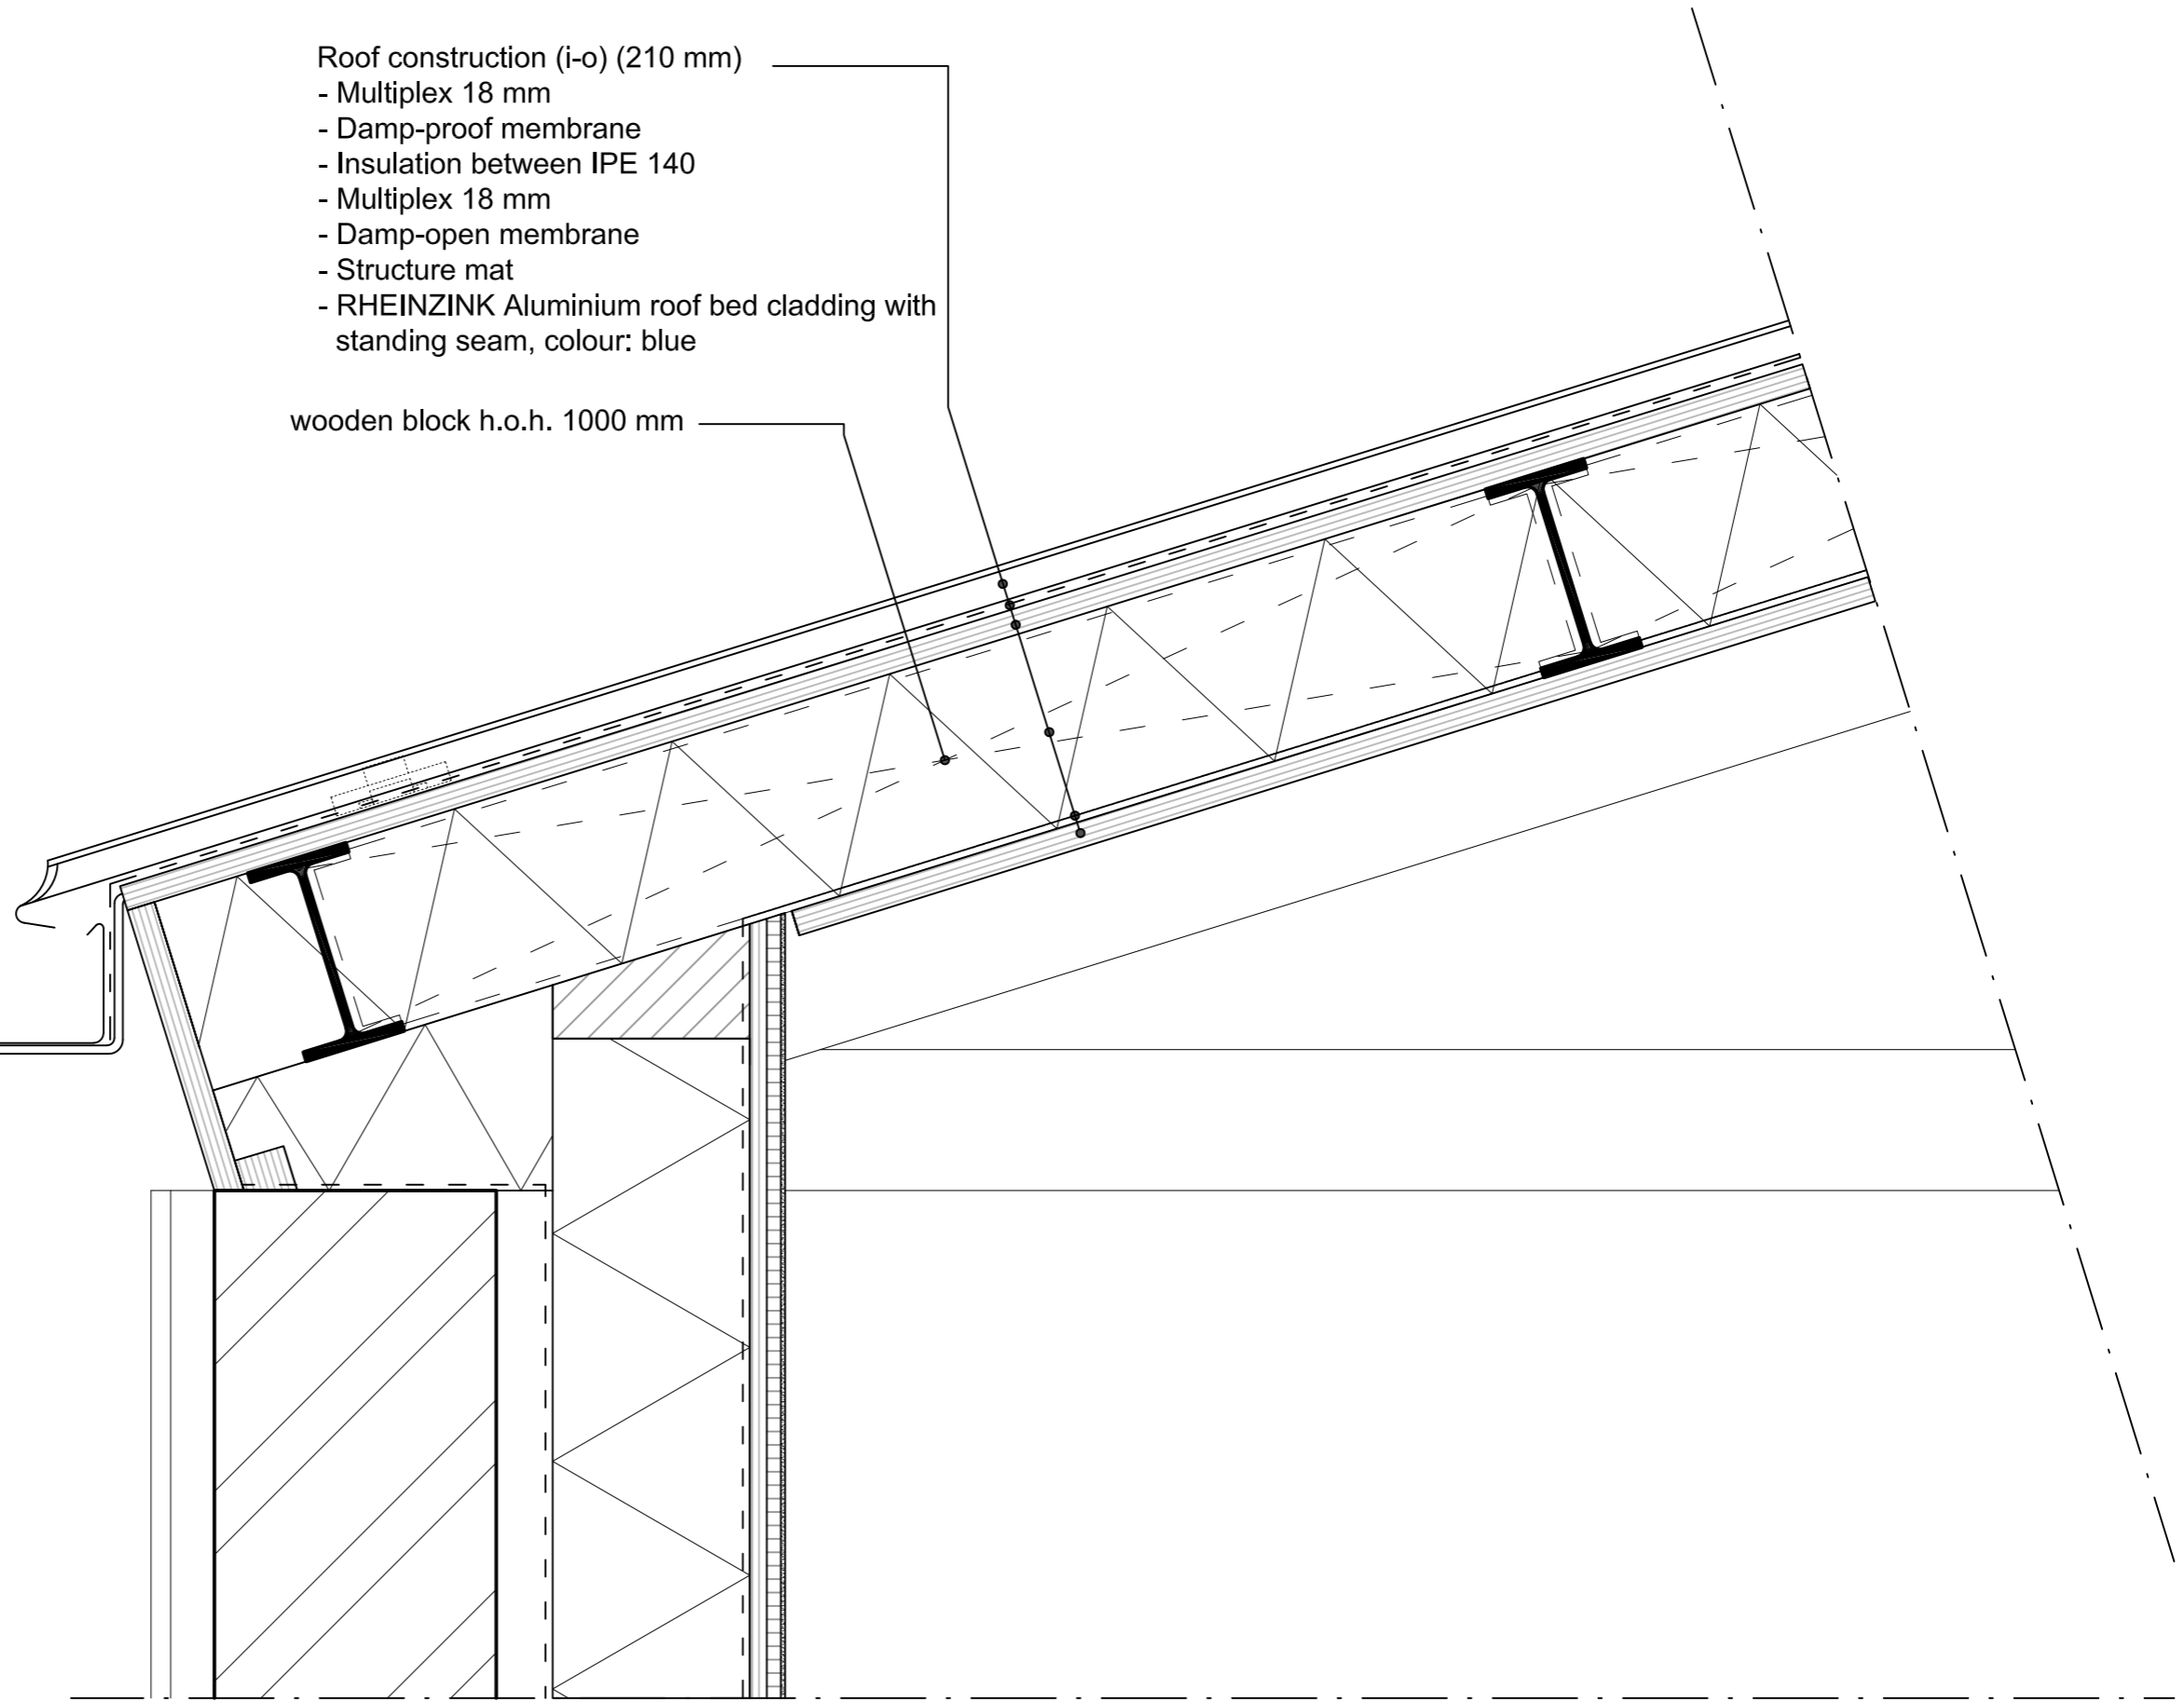 Roof construction (i-o) (210 mm)
- Multiplex 18 mm
- Damp-proof membrane
- Insulation between IPE 140
- Multiplex 18 mm
- Damp-open membrane
- Structure mat
- RHEINZINK Aluminium roof bed cladding with
standing seam, colour: blue
wooden block h.o.h. 1000 mm